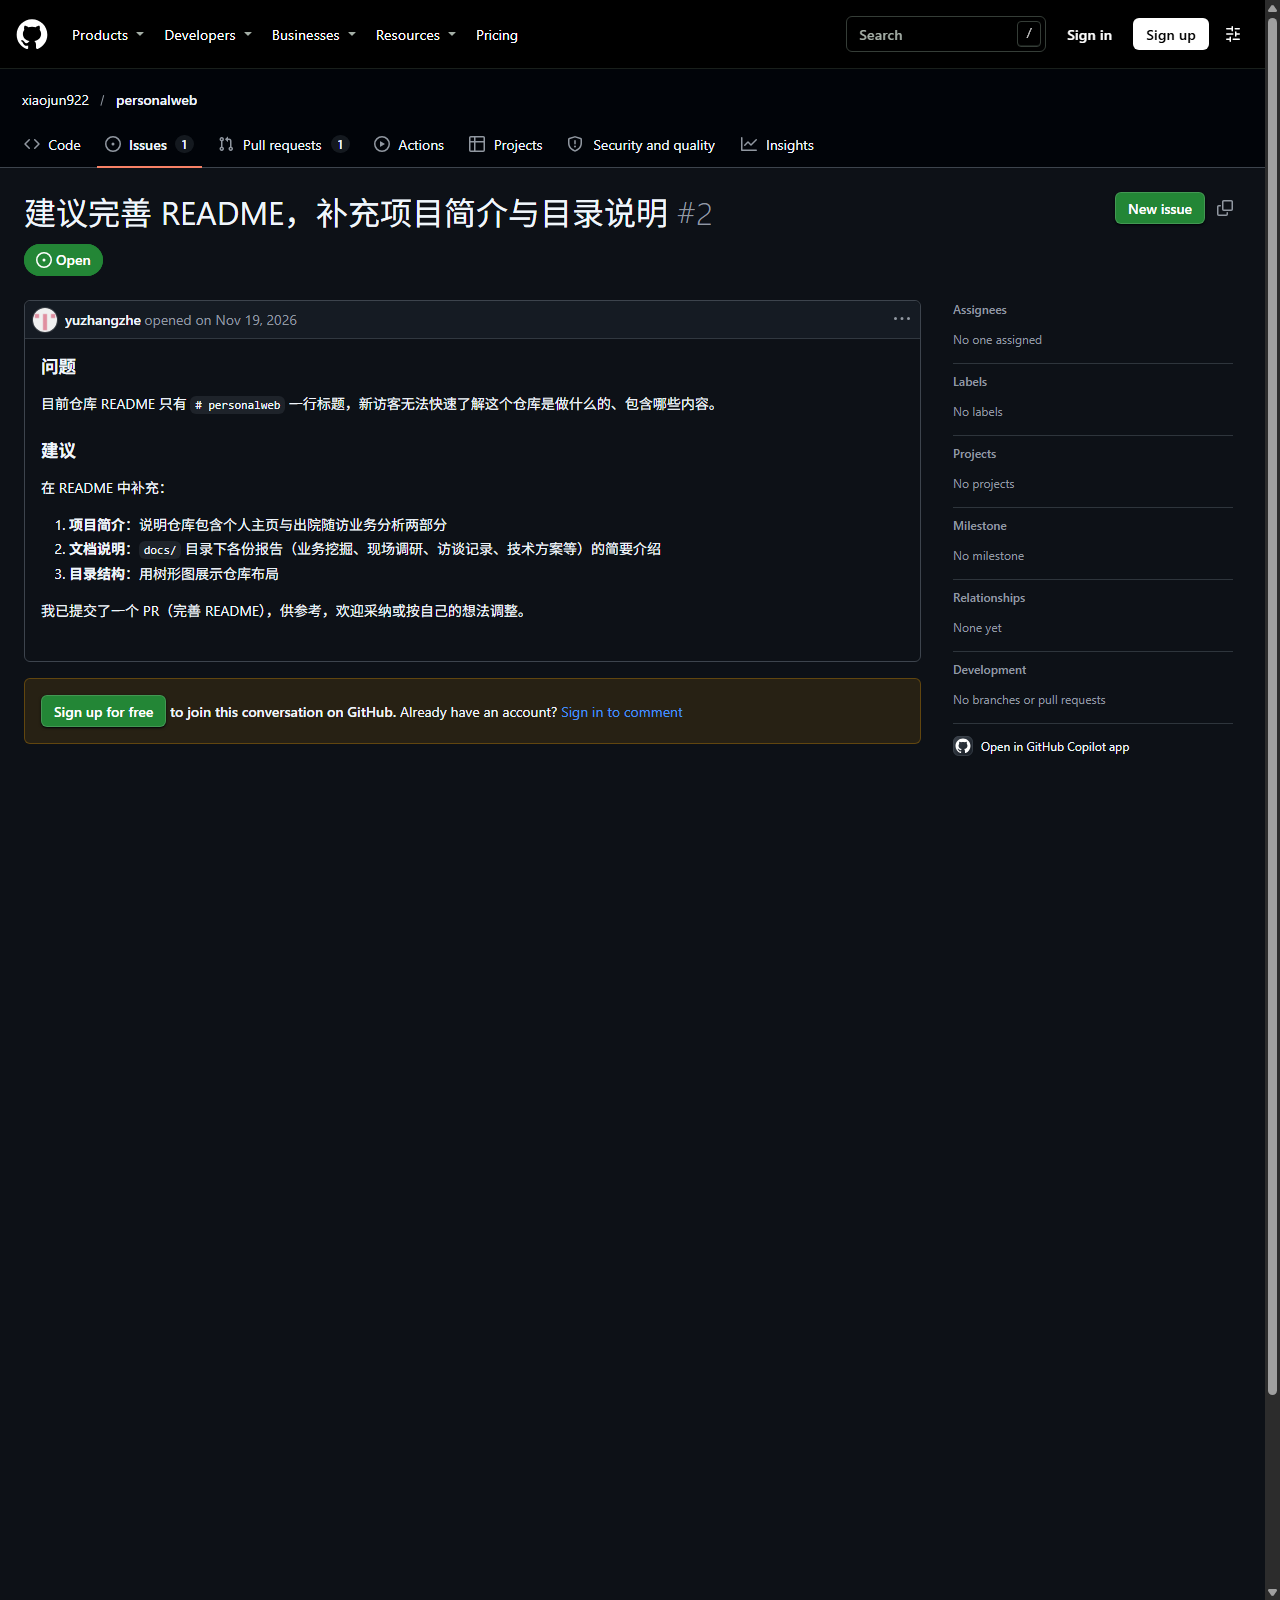 Products Developers Businesses Resources Pricing Search / Sign in Sign up
xiaojun922 / personalweb
Code Issues 1 Pull requests 1 Actions Projects Security and quality Insights
建议完善 README，补充项目简介与目录说明 #2
New issue
Open
yuzhangzhe opened on Nov 19, 2026
问题
目前仓库 README 只有 # personalweb 一行标题，新访客无法快速了解这个仓库是做什么的、包含哪些内容。
建议
在 README 中补充：
1. 项目简介：说明仓库包含个人主页与出院随访业务分析两部分
2. 文档说明：docs/ 目录下各份报告（业务挖掘、现场调研、访谈记录、技术方案等）的简要介绍
3. 目录结构：用树形图展示仓库布局
我已提交了一个 PR（完善 README），供参考，欢迎采纳或按自己的想法调整。
Sign up for free to join this conversation on GitHub. Already have an account? Sign in to comment
Assignees
No one assigned
Labels
No labels
Projects
No projects
Milestone
No milestone
Relationships
None yet
Development
No branches or pull requests
Open in GitHub Copilot app